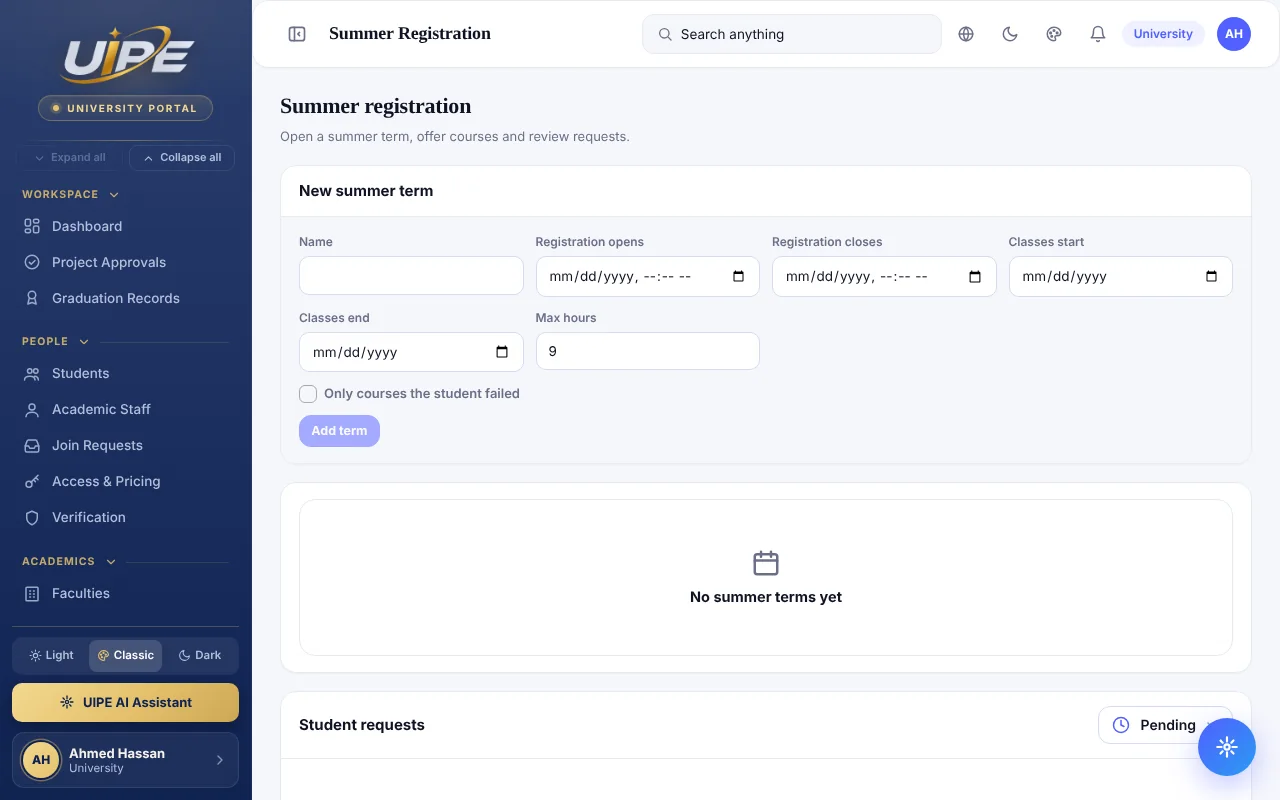 UIPE
UNIVERSITY PORTAL
Expand all
Collapse all
WORKSPACE
Dashboard
Project Approvals
Graduation Records
PEOPLE
Students
Academic Staff
Join Requests
Access & Pricing
Verification
ACADEMICS
Faculties
Light
Classic
Dark
UIPE AI Assistant
AH
Ahmed Hassan
University
Summer Registration
Search anything
University
AH
Summer registration
Open a summer term, offer courses and review requests.
New summer term
Name
Registration opens
Registration closes
Classes start
mm/dd/yyyy, --:-- --
mm/dd/yyyy, --:-- --
mm/dd/yyyy
Classes end
Max hours
mm/dd/yyyy
9
Only courses the student failed
Add term
No summer terms yet
Student requests
Pending